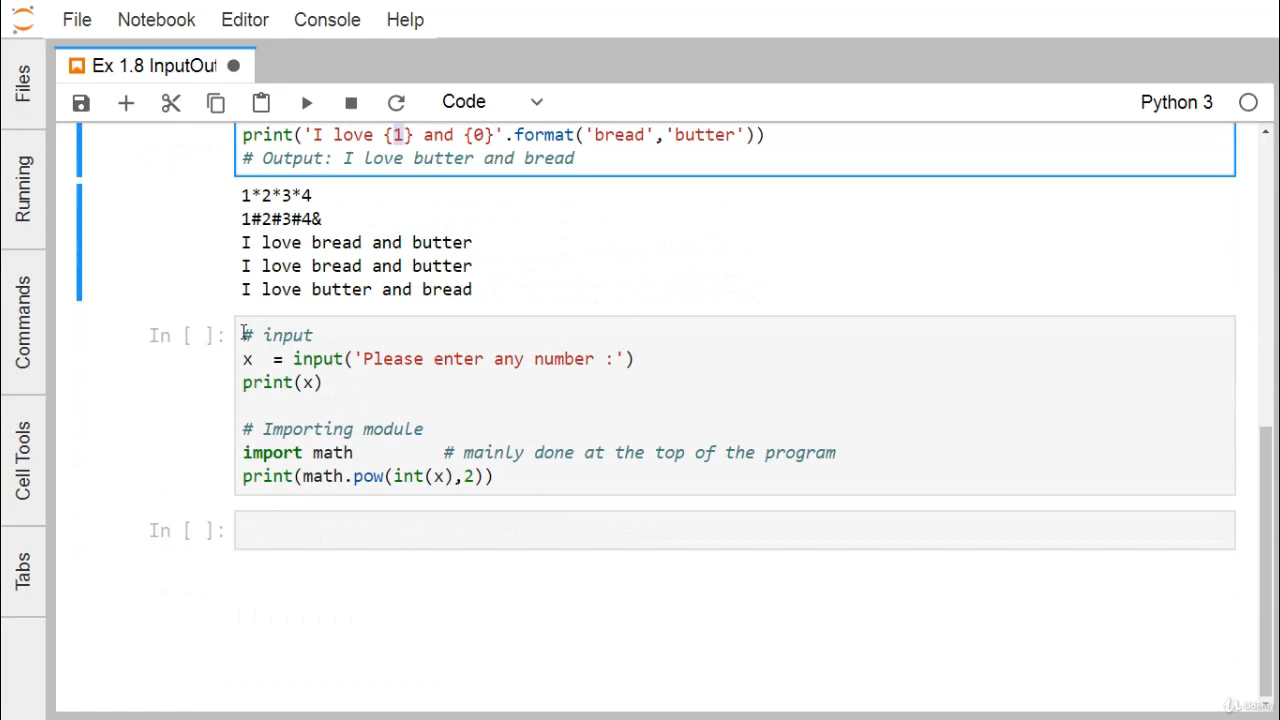 File Notebook Editor Console Help
Ex 1.8 InputOut
Code Python 3
Files
Running
Commands
Cell Tools
Tabs
print('I love {1} and {0}'.format('bread','butter'))
# Output: I love butter and bread
1*2*3*4
1#2#3#4&
I love bread and butter
I love bread and butter
I love butter and bread
In [ ]:
# input
x  = input('Please enter any number :')
print(x)
# Importing module
import math         # mainly done at the top of the program
print(math.pow(int(x),2))
In [ ]:
Udemy